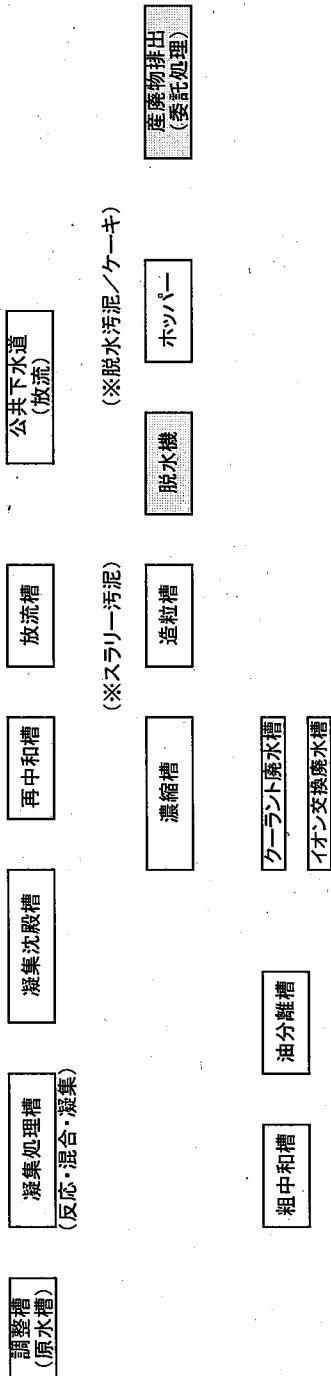 調整槽
(原水槽)
凝集処理槽
(反応・混合・凝集)
凝集沈殿槽
再中和槽
放流槽
公共下水道
(放流)
濃縮槽
(※スラリー汚泥)
造粒槽
脱水機
(※脱水汚泥/ケーキ)
ホッパー
産廃物排出
(委託処理)
粗中和槽
油分離槽
クーラント廃水槽
イオン交換廃水槽